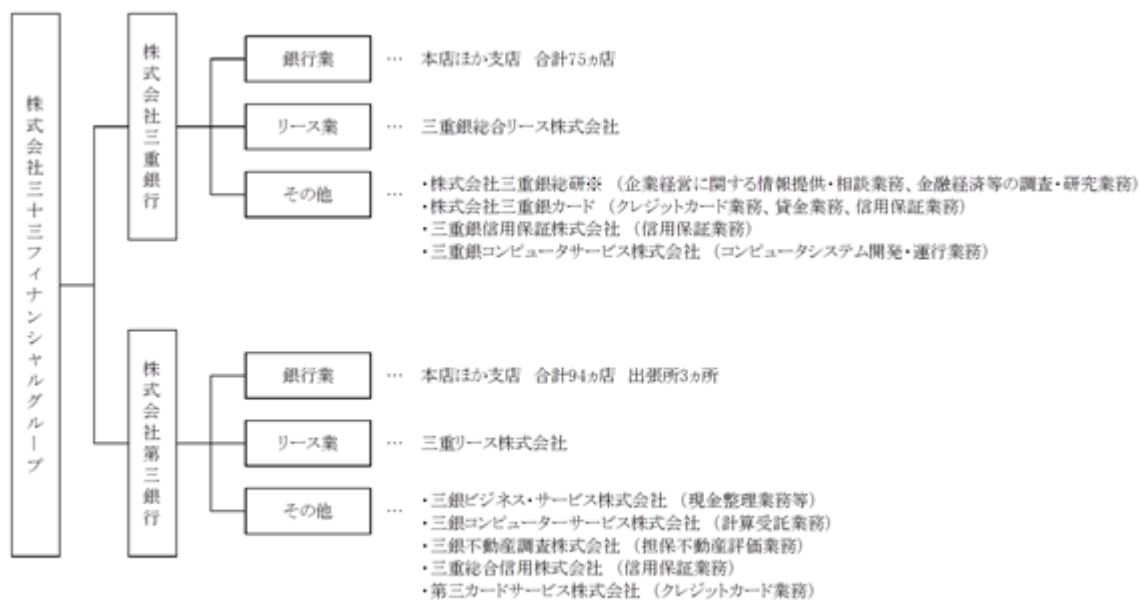 株式会社三十三フィナンシャルグループ
株式会社三重銀行
銀行業 … 本店ほか支店 合計75ヵ店
リース業 … 三重銀総合リース株式会社
その他 … ・株式会社三重銀総研※ （企業経営に関する情報提供・相談業務、金融経済等の調査・研究業務）
・株式会社三重銀カード （クレジットカード業務、貸金業務、信用保証業務）
・三重銀信用保証株式会社 （信用保証業務）
・三重銀コンピュータサービス株式会社 （コンピュータシステム開発・運行業務）
株式会社第三銀行
銀行業 … 本店ほか支店 合計94ヵ店 出張所3ヵ所
リース業 … 三重リース株式会社
その他 … ・三銀ビジネス・サービス株式会社 （現金整理業務等）
・三銀コンピューターサービス株式会社 （計算受託業務）
・三銀不動産調査株式会社 （担保不動産評価業務）
・三重総合信用株式会社 （信用保証業務）
・第三カードサービス株式会社 （クレジットカード業務）